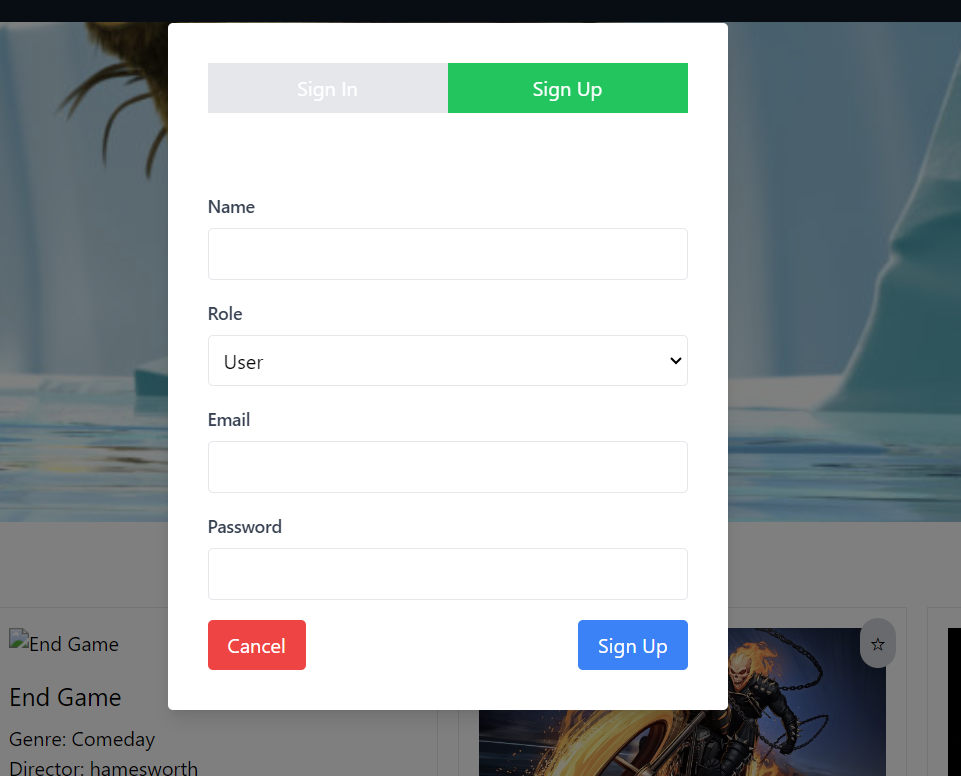 Sign In
Sign Up
Name
Role
User
Email
Password
Cancel
Sign Up
End Game
End Game
Genre: Comeday
Director: hamesworth